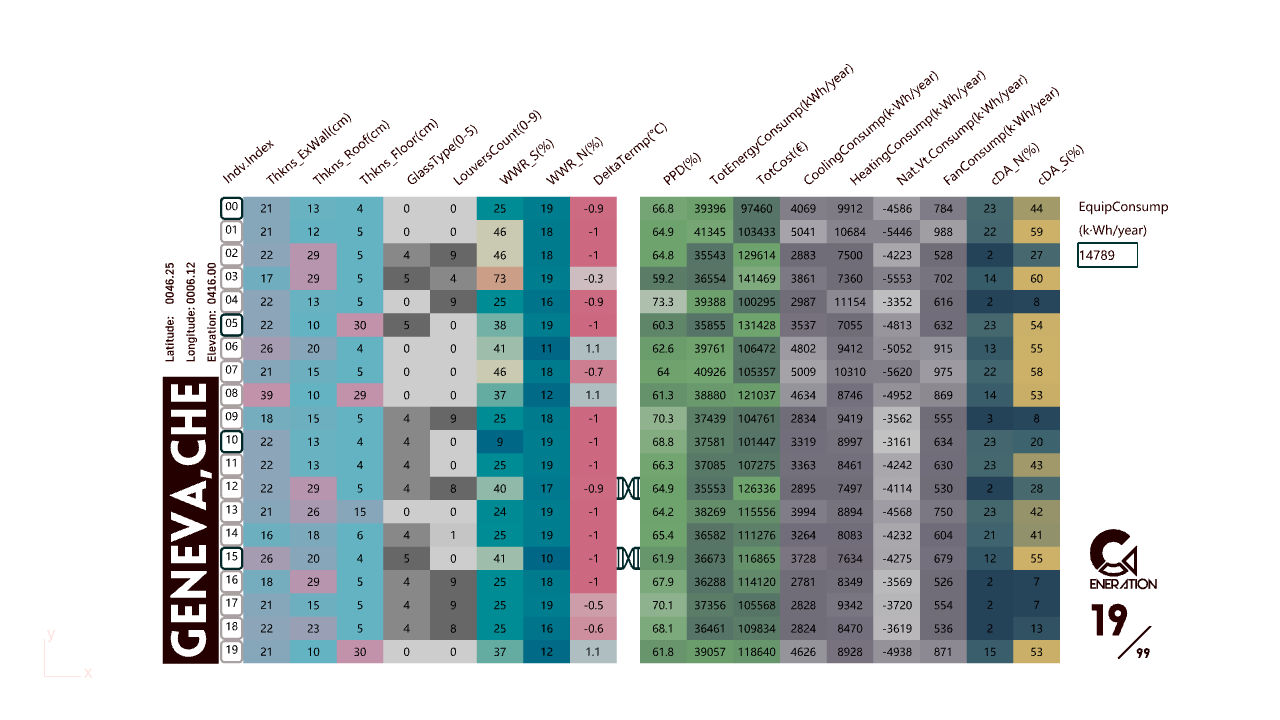 Indv.Index Thkns_ExWall(cm) Thkns_Roof(cm) Thkns_Floor(cm) GlassType(0-5) LouversCount(0-9) WWR_S(%) WWR_N(%) DeltaTermp(°C) PPD(%) TotEnergyConsump(kWh/year) TotCost(€) CoolingConsump(k·Wh/year) HeatingConsump(k·Wh/year) Nat.Vt.Consump(k·Wh/year) FanConsump(k·Wh/year) cDA_N(%) cDA_S(%)
00 21 13 4 0 0 25 19 -0.9 66.8 39396 97460 4069 9912 -4586 784 23 44
01 21 12 5 0 0 46 18 -1 64.9 41345 103433 5041 10684 -5446 988 22 59
02 22 29 5 4 9 46 18 -1 64.8 35543 129614 2883 7500 -4223 528 2 27
03 17 29 5 5 4 73 19 -0.3 59.2 36554 141469 3861 7360 -5553 702 14 60
04 22 13 5 0 9 25 16 -0.9 73.3 39388 100295 2987 11154 -3352 616 2 8
05 22 10 30 5 0 38 19 -1 60.3 35855 131428 3537 7055 -4813 632 23 54
06 26 20 4 0 0 41 11 1.1 62.6 39761 106472 4802 9412 -5052 915 13 55
07 21 15 5 0 0 46 18 -0.7 64 40926 105357 5009 10310 -5620 975 22 58
08 39 10 29 0 0 37 12 1.1 61.3 38880 121037 4634 8746 -4952 869 14 53
09 18 15 5 4 9 25 18 -1 70.3 37439 104761 2834 9419 -3562 555 3 8
10 22 13 4 4 0 9 19 -1 68.8 37581 101447 3319 8997 -3161 634 23 20
11 22 13 4 4 0 25 19 -1 66.3 37085 107275 3363 8461 -4242 630 23 43
12 22 29 5 4 8 40 17 -0.9 64.9 35553 126336 2895 7497 -4114 530 2 28
13 21 26 15 0 0 24 19 -1 64.2 38269 115556 3994 8894 -4568 750 23 42
14 16 18 6 4 1 25 19 -1 65.4 36582 111276 3264 8083 -4232 604 21 41
15 26 20 4 5 0 41 10 -1 61.9 36673 116865 3728 7634 -4275 679 12 55
16 18 29 5 4 9 25 18 -1 67.9 36288 114120 2781 8349 -3569 526 2 7
17 21 15 5 4 9 25 19 -0.5 70.1 37356 105568 2828 9342 -3720 554 2 7
18 22 23 5 4 8 25 16 -0.6 68.1 36461 109834 2824 8470 -3619 536 2 13
19 21 10 30 0 0 37 12 1.1 61.8 39057 118640 4626 8928 -4938 871 15 53
EquipConsump
(k·Wh/year)
14789
Latitude: 0046.25
Longitude: 0006.12
Elevation: 0416.00
GENEVA, CHE
ENERATION
19
99
y
x